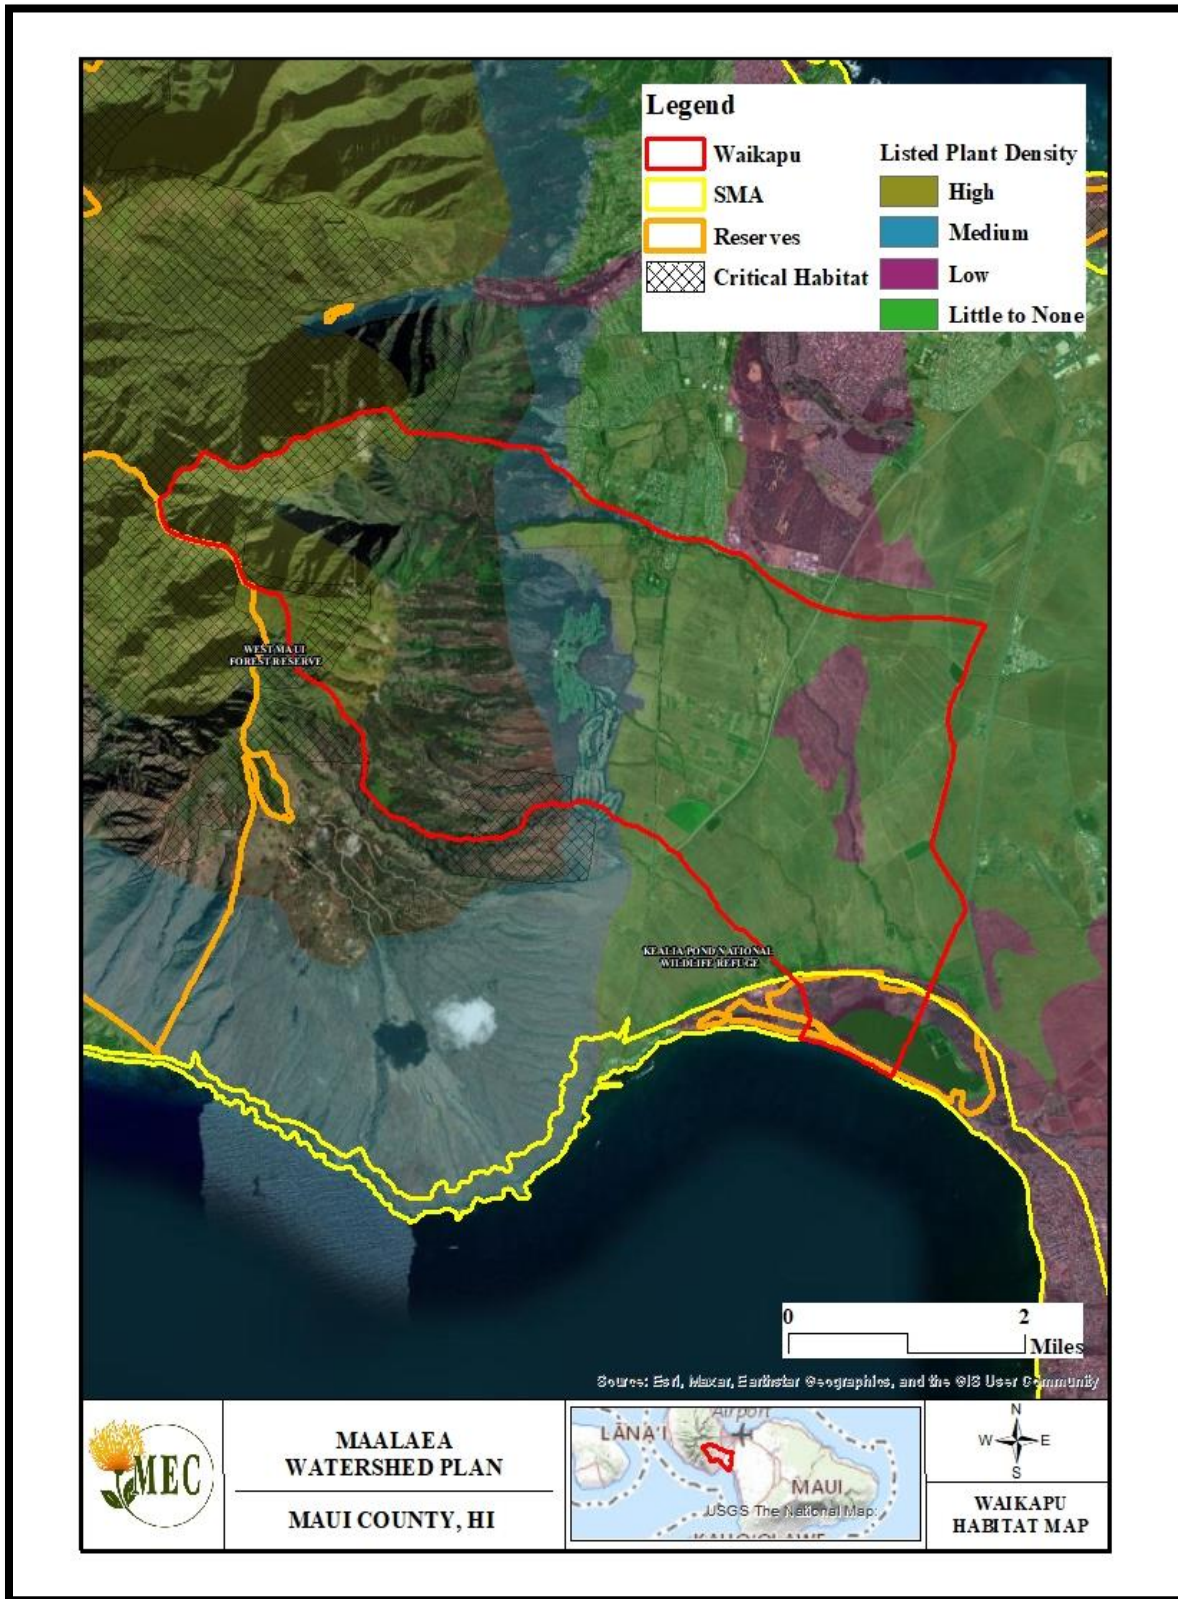 Legend
Waikapu
SMA
Reserves
Critical Habitat
Listed Plant Density
High
Medium
Low
Little to None
WEST MAUI
FOREST RESERVE
KEALIA POND NATIONAL
WILDLIFE REFUGE
0 2
Miles
Source: Esri, Maxar, Earthstar Geographics, and the GIS User Community
MEC
MAALAEA
WATERSHED PLAN
MAUI COUNTY, HI
Airport
LĀNAʻI
MAUI
USGS The National Map:
KAHOʻOLAWE
N
W E
S
WAIKAPU
HABITAT MAP